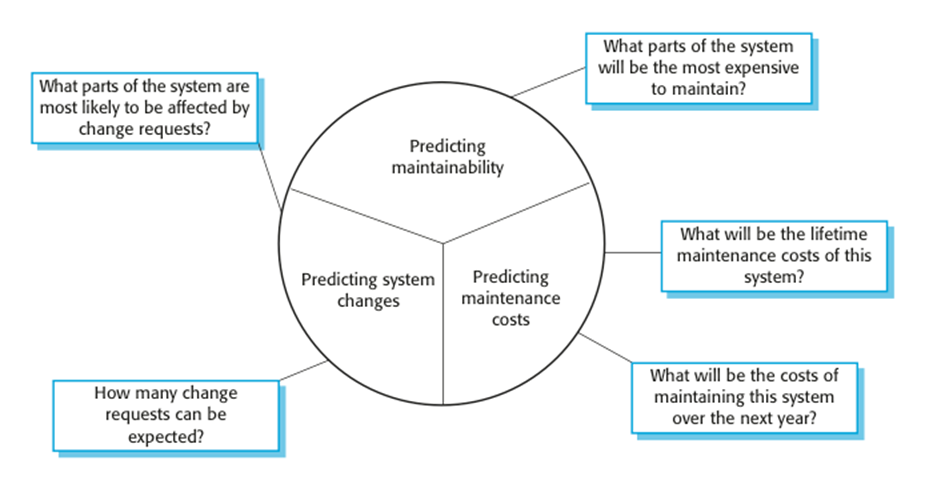 What parts of the system
will be the most expensive
to maintain?
What parts of the system are
most likely to be affected by
change requests?
Predicting
maintainability
What will be the lifetime
maintenance costs of this
system?
Predicting system
changes
Predicting
maintenance
costs
What will be the costs of
maintaining this system
over the next year?
How many change
requests can be
expected?